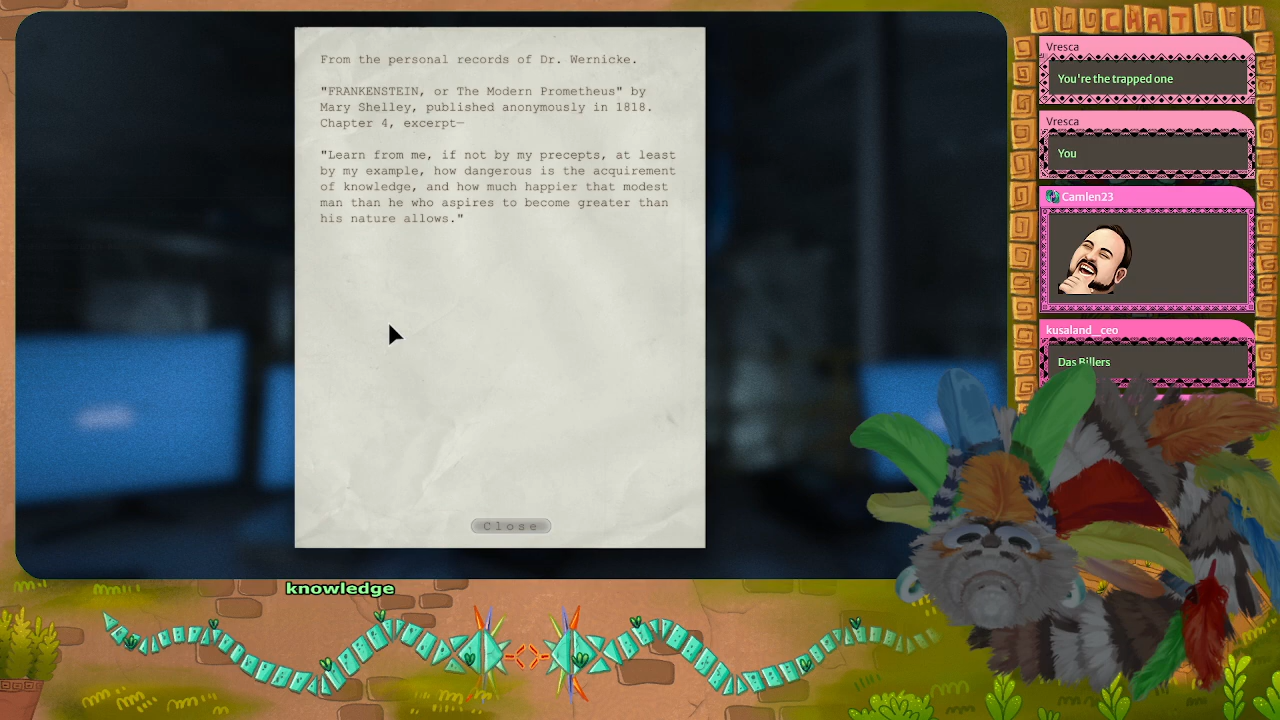 From the personal records of Dr. Wernicke.
"FRANKENSTEIN, or The Modern Prometheus" by
Mary Shelley, published anonymously in 1818.
Chapter 4, excerpt—
"Learn from me, if not by my precepts, at least
by my example, how dangerous is the acquirement
of knowledge, and how much happier that modest
man than he who aspires to become greater than
his nature allows."
Close
knowledge
CHAT
Vresca
You're the trapped one
Vresca
You
Camlen23
kusaland_ceo
Das Billers